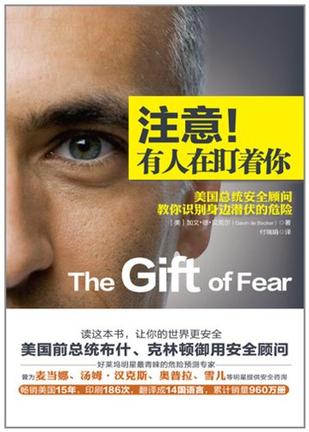 注意！
有人在盯着你
美国总统安全顾问
教你识别身边潜伏的危险
［美］加文·德·贝克尔（Gavin de Becker）著
付瑞娟 译
The Gift of Fear
读这本书，让你的世界更安全
美国前总统布什、克林顿御用安全顾问
好莱坞明星最青睐的危险预测专家
曾为麦当娜、汤姆·汉克斯、奥普拉、雪儿等明星提供安全咨询
畅销美国15年，印刷186次，翻译成14国语言，累计销量960万册